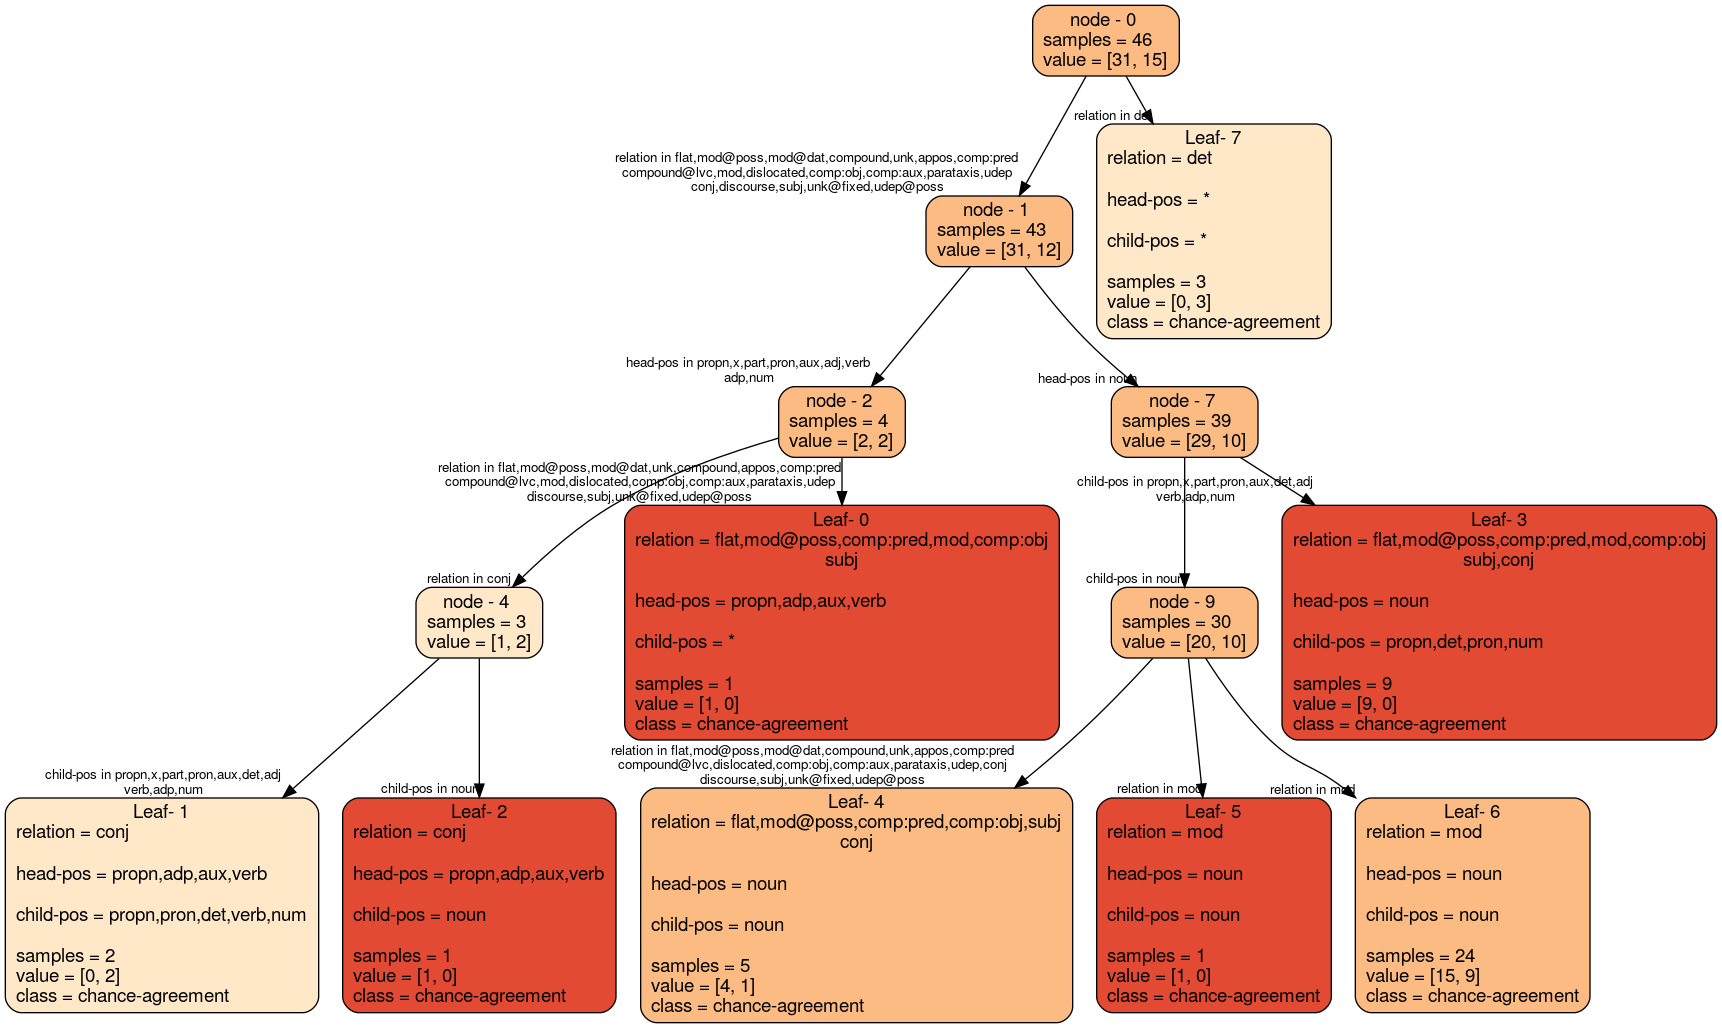 node - 0
samples = 46
value = [31, 15]
relation in det
Leaf- 7
relation = det
head-pos = *
child-pos = *
samples = 3
value = [0, 3]
class = chance-agreement
relation in flat,mod@poss,mod@dat,compound,unk,appos,comp:pred
compound@lvc,mod,dislocated,comp:obj,comp:aux,parataxis,udep
conj,discourse,subj,unk@fixed,udep@poss
node - 1
samples = 43
value = [31, 12]
head-pos in propn,x,part,pron,aux,adj,verb
adp,num
head-pos in noun
node - 2
samples = 4
value = [2, 2]
node - 7
samples = 39
value = [29, 10]
relation in flat,mod@poss,mod@dat,unk,compound,appos,comp:pred
compound@lvc,mod,dislocated,comp:obj,comp:aux,parataxis,udep
discourse,subj,unk@fixed,udep@poss
child-pos in propn,x,part,pron,aux,det,adj
verb,adp,num
Leaf- 0
relation = flat,mod@poss,comp:pred,mod,comp:obj
subj
head-pos = propn,adp,aux,verb
child-pos = *
samples = 1
value = [1, 0]
class = chance-agreement
Leaf- 3
relation = flat,mod@poss,comp:pred,mod,comp:obj
subj,conj
head-pos = noun
child-pos = propn,det,pron,num
samples = 9
value = [9, 0]
class = chance-agreement
relation in conj
node - 4
samples = 3
value = [1, 2]
child-pos in noun
node - 9
samples = 30
value = [20, 10]
child-pos in propn,x,part,pron,aux,det,adj
verb,adp,num
child-pos in noun
relation in flat,mod@poss,mod@dat,compound,unk,appos,comp:pred
compound@lvc,dislocated,comp:obj,comp:aux,parataxis,udep,conj
discourse,subj,unk@fixed,udep@poss
relation in mod
relation in mod
Leaf- 1
relation = conj
head-pos = propn,adp,aux,verb
child-pos = propn,pron,det,verb,num
samples = 2
value = [0, 2]
class = chance-agreement
Leaf- 2
relation = conj
head-pos = propn,adp,aux,verb
child-pos = noun
samples = 1
value = [1, 0]
class = chance-agreement
Leaf- 4
relation = flat,mod@poss,comp:pred,comp:obj,subj
conj
head-pos = noun
child-pos = noun
samples = 5
value = [4, 1]
class = chance-agreement
Leaf- 5
relation = mod
head-pos = noun
child-pos = noun
samples = 1
value = [1, 0]
class = chance-agreement
Leaf- 6
relation = mod
head-pos = noun
child-pos = noun
samples = 24
value = [15, 9]
class = chance-agreement